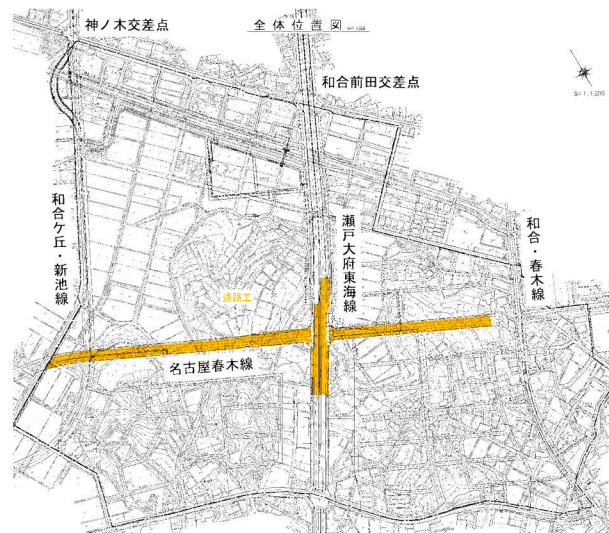 神ノ木交差点
全体位置図
和合前田交差点
S=1:1,500
和合ケ丘・新池線
瀬戸大府東海線
和合・春木線
道路工
名古屋春木線